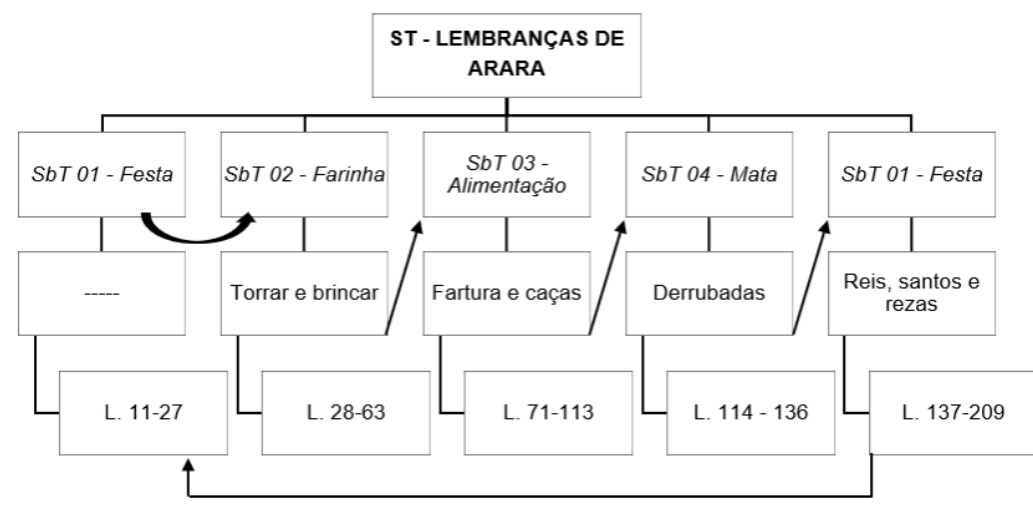 ST - LEMBRANÇAS DE
ARARA
SbT 01 - Festa
SbT 02 - Farinha
SbT 03 -
Alimentação
SbT 04 - Mata
SbT 01 - Festa
-----
Torrar e brincar
Fartura e caças
Derrubadas
Reis, santos e
rezas
L. 11-27
L. 28-63
L. 71-113
L. 114 - 136
L. 137-209